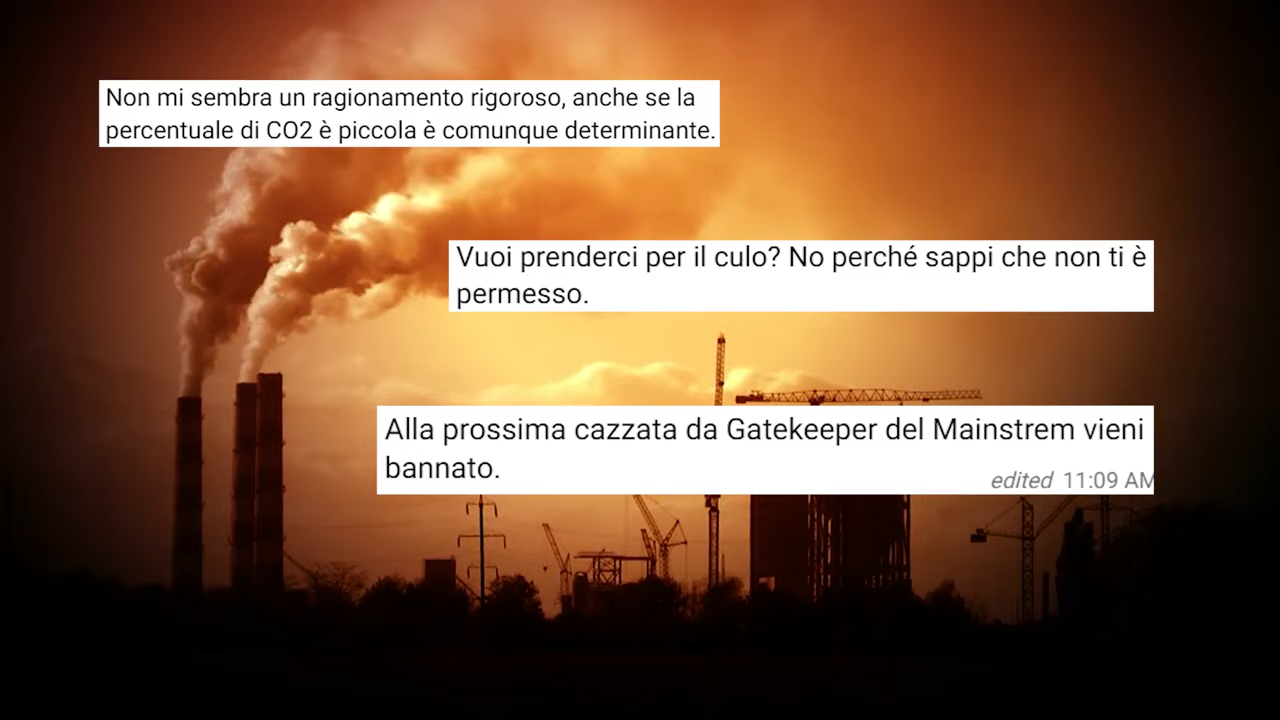 Non mi sembra un ragionamento rigoroso, anche se la
percentuale di CO2 è piccola è comunque determinante.
Vuoi prenderci per il culo? No perché sappi che non ti è
permesso.
Alla prossima cazzata da Gatekeeper del Mainstrem vieni
bannato.
edited 11:09 AM